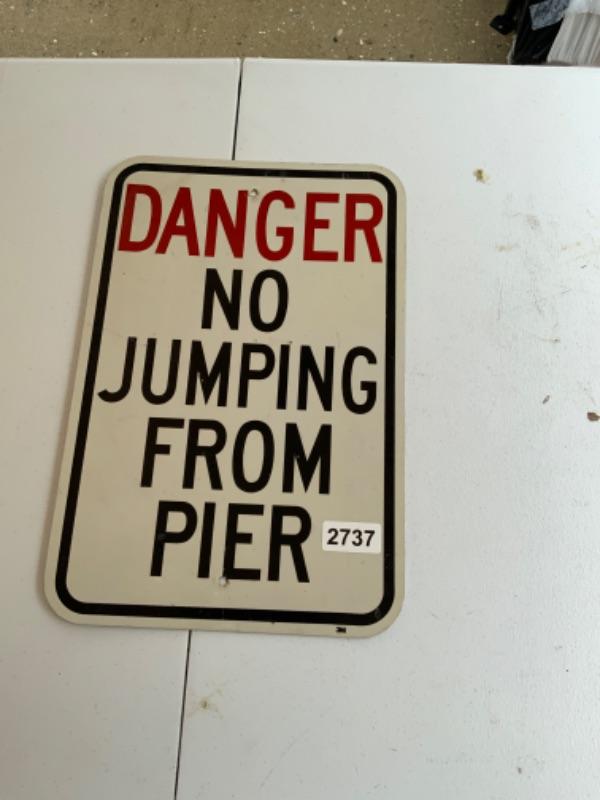 DANGER
NO
JUMPING
FROM
PIER
2737